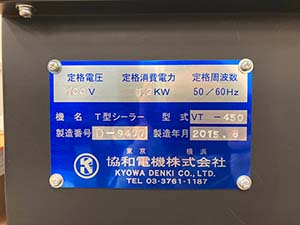 定格電圧 定格消費電力 定格周波数
100V 1.2KW 50/60Hz
機名 T型シーラー 型式 VT-450
製造番号 製造年月 2015.8
東京 横浜
協和電機株式会社
KYOWA DENKI CO., LTD.
TEL 03-3761-1187